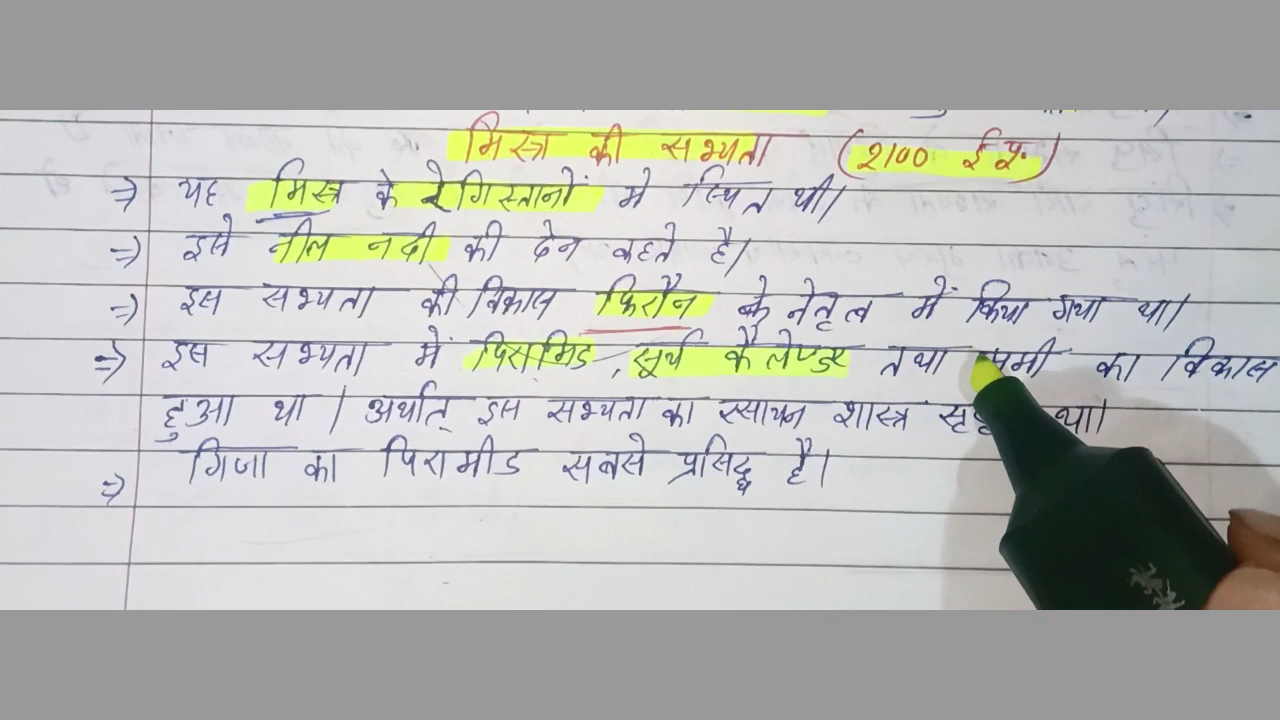 मिस्त्र की सभ्यता (2100 ई.पू.)
⇒ यह मिस्त्र के रेगिस्तानों में स्थित थी।
⇒ इसे नील नदी की देन कहते है।
⇒ इस सभ्यता की विकास फिरौन के नेतृत्व में किया गया था।
⇒ इस सभ्यता में पिरामिड, सूर्य कैलेण्डर तथा का विकास
हुआ था। अर्थात् इस सभ्यता का रसायन शास्त्र था।
⇒ गिजा का पिरामीड सबसे प्रसिद्ध है।